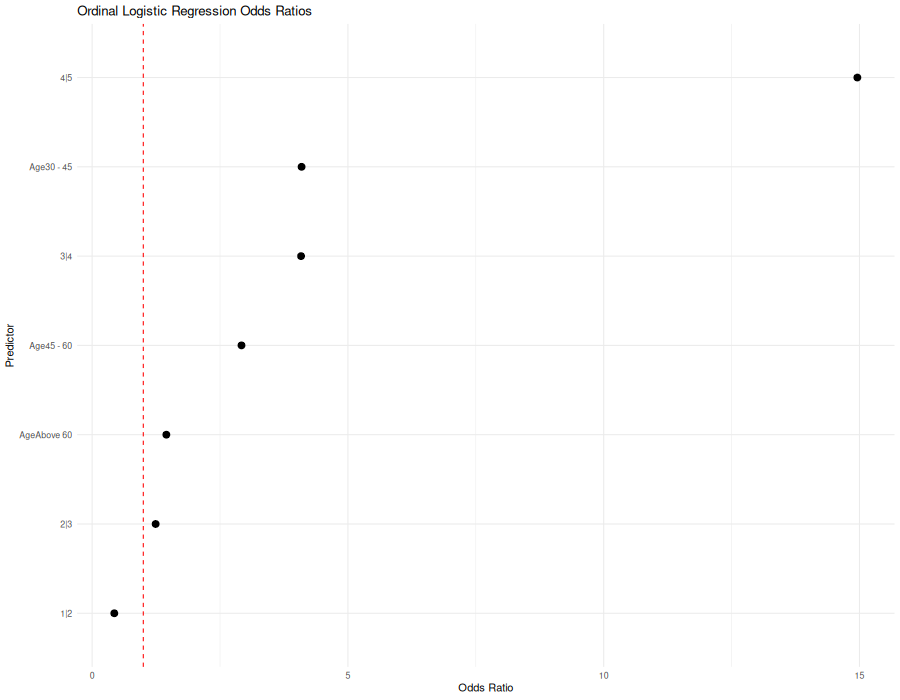 Ordinal Logistic Regression Odds Ratios
4|5
Age30 - 45
3|4
Age45 - 60
AgeAbove 60
2|3
1|2
Predictor
0 5 10 15
Odds Ratio